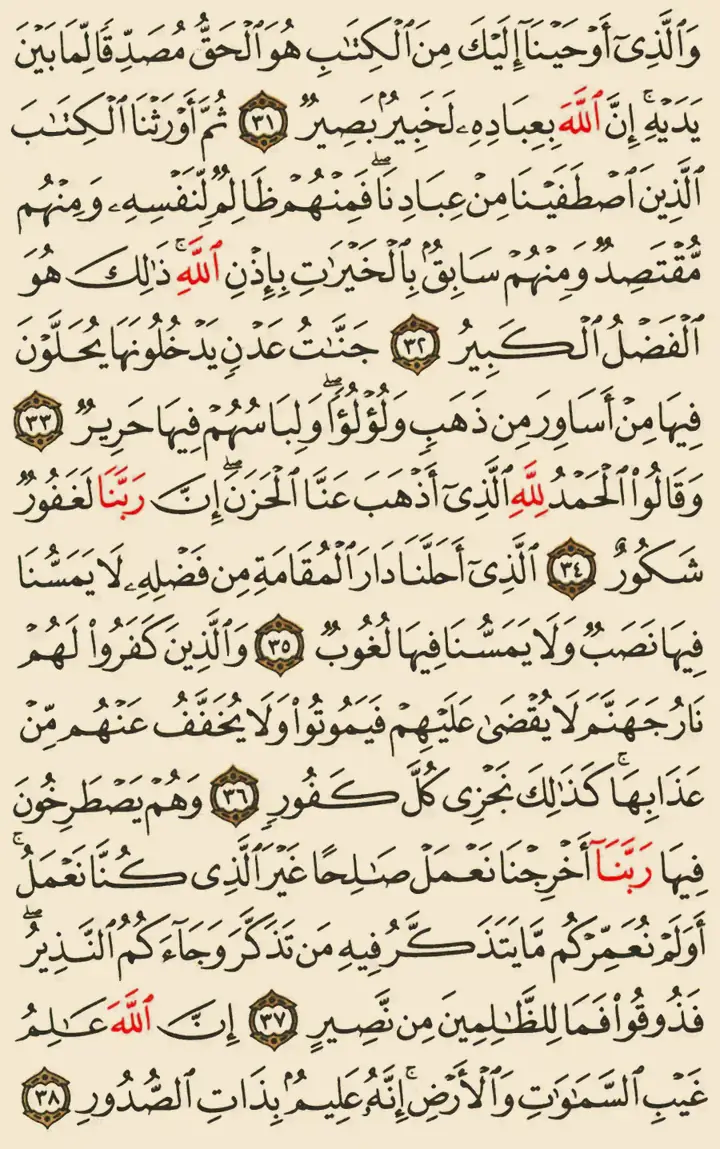 وَٱلَّذِىٓ أَوْحَيْنَآ إِلَيْكَ مِنَ ٱلْكِتَٰبِ هُوَ ٱلْحَقُّ مُصَدِّقًا لِّمَا بَيْنَ
يَدَيْهِ ۗ إِنَّ ٱللَّهَ بِعِبَادِهِۦ لَخَبِيرٌۢ بَصِيرٌ ٣١ ثُمَّ أَوْرَثْنَا ٱلْكِتَٰبَ
ٱلَّذِينَ ٱصْطَفَيْنَا مِنْ عِبَادِنَا ۖ فَمِنْهُمْ ظَالِمٌ لِّنَفْسِهِۦ وَمِنْهُم
مُّقْتَصِدٌ وَمِنْهُمْ سَابِقٌۢ بِٱلْخَيْرَٰتِ بِإِذْنِ ٱللَّهِ ۚ ذَٰلِكَ هُوَ
ٱلْفَضْلُ ٱلْكَبِيرُ ٣٢ جَنَّٰتُ عَدْنٍ يَدْخُلُونَهَا يُحَلَّوْنَ
فِيهَا مِنْ أَسَاوِرَ مِن ذَهَبٍ وَلُؤْلُؤًا ۖ وَلِبَاسُهُمْ فِيهَا حَرِيرٌ ٣٣
وَقَالُوا۟ ٱلْحَمْدُ لِلَّهِ ٱلَّذِىٓ أَذْهَبَ عَنَّا ٱلْحَزَنَ ۖ إِنَّ رَبَّنَا لَغَفُورٌ
شَكُورٌ ٣٤ ٱلَّذِىٓ أَحَلَّنَا دَارَ ٱلْمُقَامَةِ مِن فَضْلِهِۦ لَا يَمَسُّنَا
فِيهَا نَصَبٌ وَلَا يَمَسُّنَا فِيهَا لُغُوبٌ ٣٥ وَٱلَّذِينَ كَفَرُوا۟ لَهُمْ
نَارُ جَهَنَّمَ لَا يُقْضَىٰ عَلَيْهِمْ فَيَمُوتُوا۟ وَلَا يُخَفَّفُ عَنْهُم مِّنْ
عَذَابِهَا ۚ كَذَٰلِكَ نَجْزِى كُلَّ كَفُورٍ ٣٦ وَهُمْ يَصْطَرِخُونَ
فِيهَا رَبَّنَآ أَخْرِجْنَا نَعْمَلْ صَٰلِحًا غَيْرَ ٱلَّذِى كُنَّا نَعْمَلُ ۚ
أَوَلَمْ نُعَمِّرْكُم مَّا يَتَذَكَّرُ فِيهِ مَن تَذَكَّرَ وَجَآءَكُمُ ٱلنَّذِيرُ ۖ
فَذُوقُوا۟ فَمَا لِلظَّٰلِمِينَ مِن نَّصِيرٍ ٣٧ إِنَّ ٱللَّهَ عَٰلِمُ
غَيْبِ ٱلسَّمَٰوَٰتِ وَٱلْأَرْضِ ۚ إِنَّهُۥ عَلِيمٌۢ بِذَاتِ ٱلصُّدُورِ ٣٨